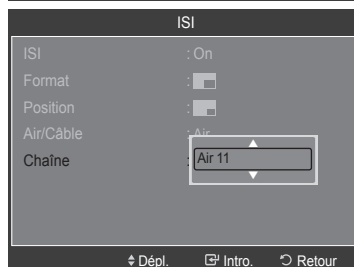 ISI
ISI : On
Format :
Position :
Air/Câble : Air
Chaîne : Air 11
Dépl. Intro. Retour